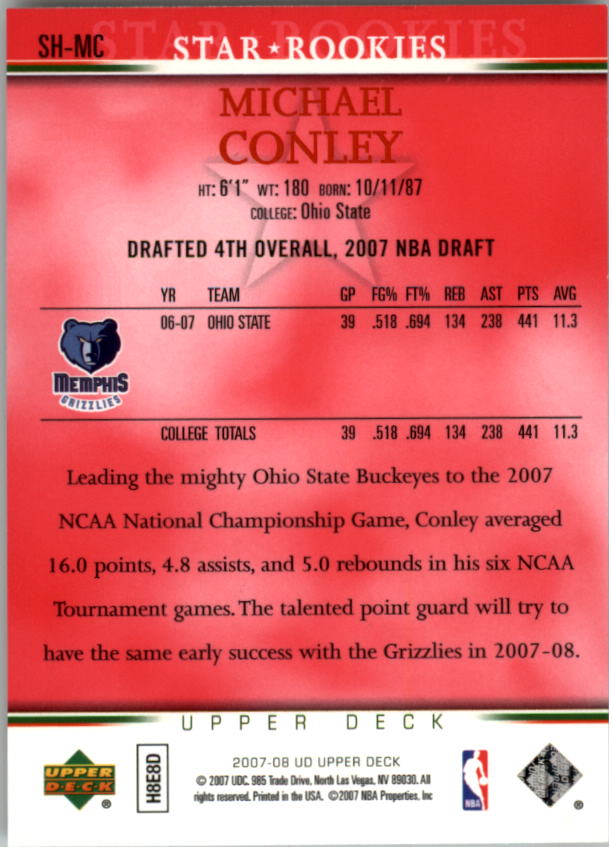 SH-MC STAR ROOKIES
STAR★ROOKIES
MICHAEL
CONLEY
HT: 6'1" WT: 180 BORN: 10/11/87
COLLEGE: Ohio State
DRAFTED 4TH OVERALL, 2007 NBA DRAFT
YR TEAM GP FG% FT% REB AST PTS AVG
06-07 OHIO STATE 39 .518 .694 134 238 441 11.3
MEMPHIS
GRIZZLIES
COLLEGE TOTALS 39 .518 .694 134 238 441 11.3
Leading the mighty Ohio State Buckeyes to the 2007
NCAA National Championship Game, Conley averaged
16.0 points, 4.8 assists, and 5.0 rebounds in his six NCAA
Tournament games. The talented point guard will try to
have the same early success with the Grizzlies in 2007-08.
UPPER DECK
UPPER
DECK
®
H8E8D
2007-08 UD UPPER DECK
© 2007 UDC. 985 Trade Drive, North Las Vegas, NV 89030. All
rights reserved. Printed in the USA. ©2007 NBA Properties, Inc
NBA
®